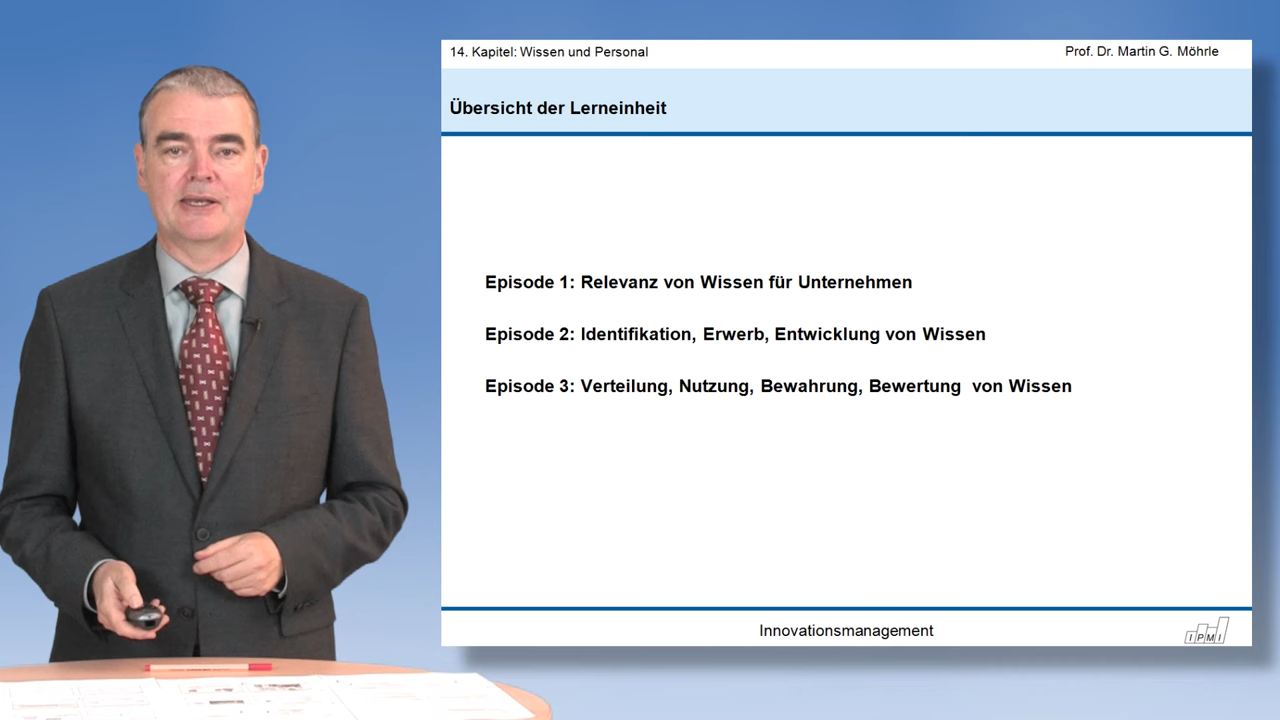 14. Kapitel: Wissen und Personal
Prof. Dr. Martin G. Möhrle
Übersicht der Lerneinheit
Episode 1: Relevanz von Wissen für Unternehmen
Episode 2: Identifikation, Erwerb, Entwicklung von Wissen
Episode 3: Verteilung, Nutzung, Bewahrung, Bewertung von Wissen
Innovationsmanagement
IPMI